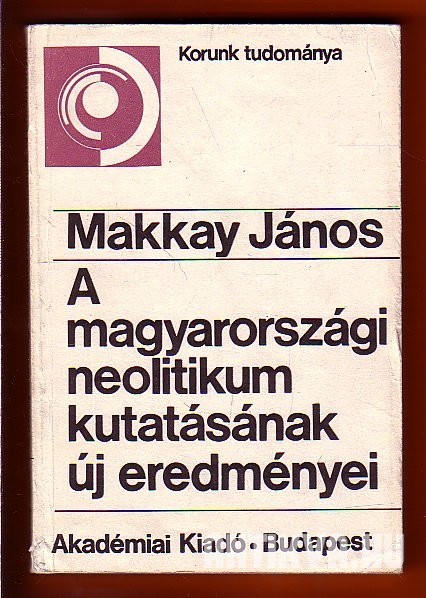 Korunk tudománya
Makkay János
A
magyarországi
neolitikum
kutatásának
új eredményei
Akadémiai Kiadó • Budapest